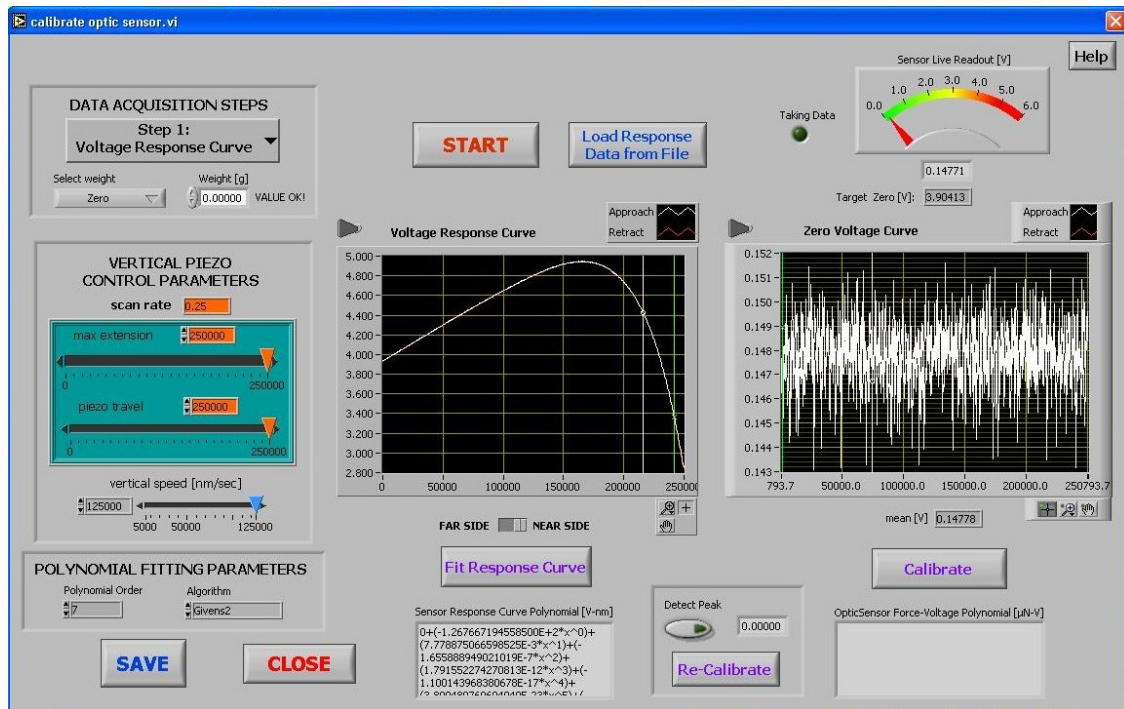 calibrate optic sensor.vi
Help
DATA ACQUISITION STEPS
Step 1:
Voltage Response Curve
Select weight
Weight [g]
Zero
0.00000
VALUE OK!
START
Load Response
Data from File
Taking Data
Sensor Live Readout [V]
0.0
1.0
2.0
3.0
4.0
5.0
6.0
0.14771
Target Zero [V]:
3.90413
VERTICAL PIEZO
CONTROL PARAMETERS
scan rate
0.25
max extension
250000
0
250000
piezo travel
250000
0
250000
vertical speed [nm/sec]
125000
5000
50000
125000
Voltage Response Curve
Approach
Retract
5.000
4.600
4.400
4.000
3.600
3.400
3.200
2.800
0
50000
100000
150000
200000
250000
FAR SIDE
NEAR SIDE
Zero Voltage Curve
Approach
Retract
0.152
0.151
0.150
0.149
0.148
0.147
0.146
0.145
0.144
0.143
793.7
50000.0
100000.0
150000.0
200000.0
250793.7
mean [V]
0.14778
POLYNOMIAL FITTING PARAMETERS
Polynomial Order
Algorithm
7
Givens2
SAVE
CLOSE
Fit Response Curve
Sensor Response Curve Polynomial [V-nm]
0+(-1.267667194558500E+2*x^0)+
(7.778875066598525E-3*x^1)+(-
1.655888949021019E-7*x^2)+
(1.791552274270813E-12*x^3)+(-
1.100143968380678E-17*x^4)+
Detect Peak
0.00000
Re-Calibrate
Calibrate
OpticSensor Force-Voltage Polynomial [µN-V]